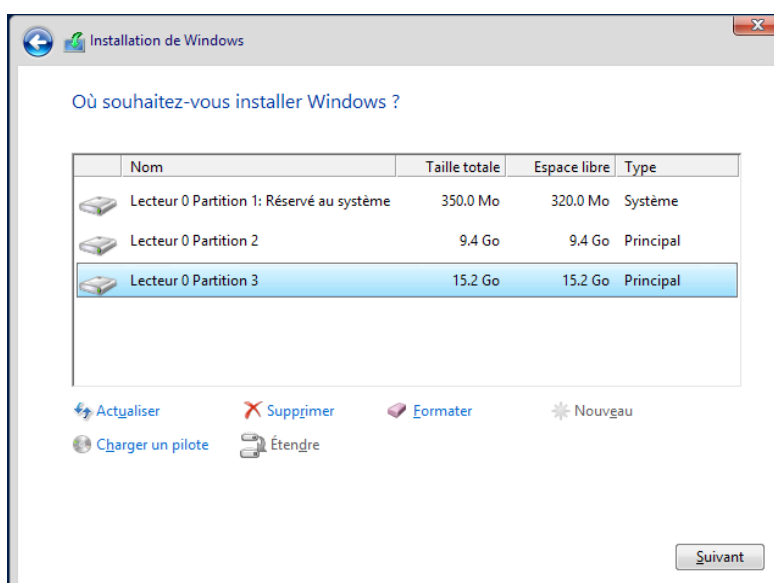 Installation de Windows
Où souhaitez-vous installer Windows ?
Nom Taille totale Espace libre Type
Lecteur 0 Partition 1: Réservé au système 350.0 Mo 320.0 Mo Système
Lecteur 0 Partition 2 9.4 Go 9.4 Go Principal
Lecteur 0 Partition 3 15.2 Go 15.2 Go Principal
Actualiser Supprimer Formater Nouveau
Charger un pilote Étendre
Suivant